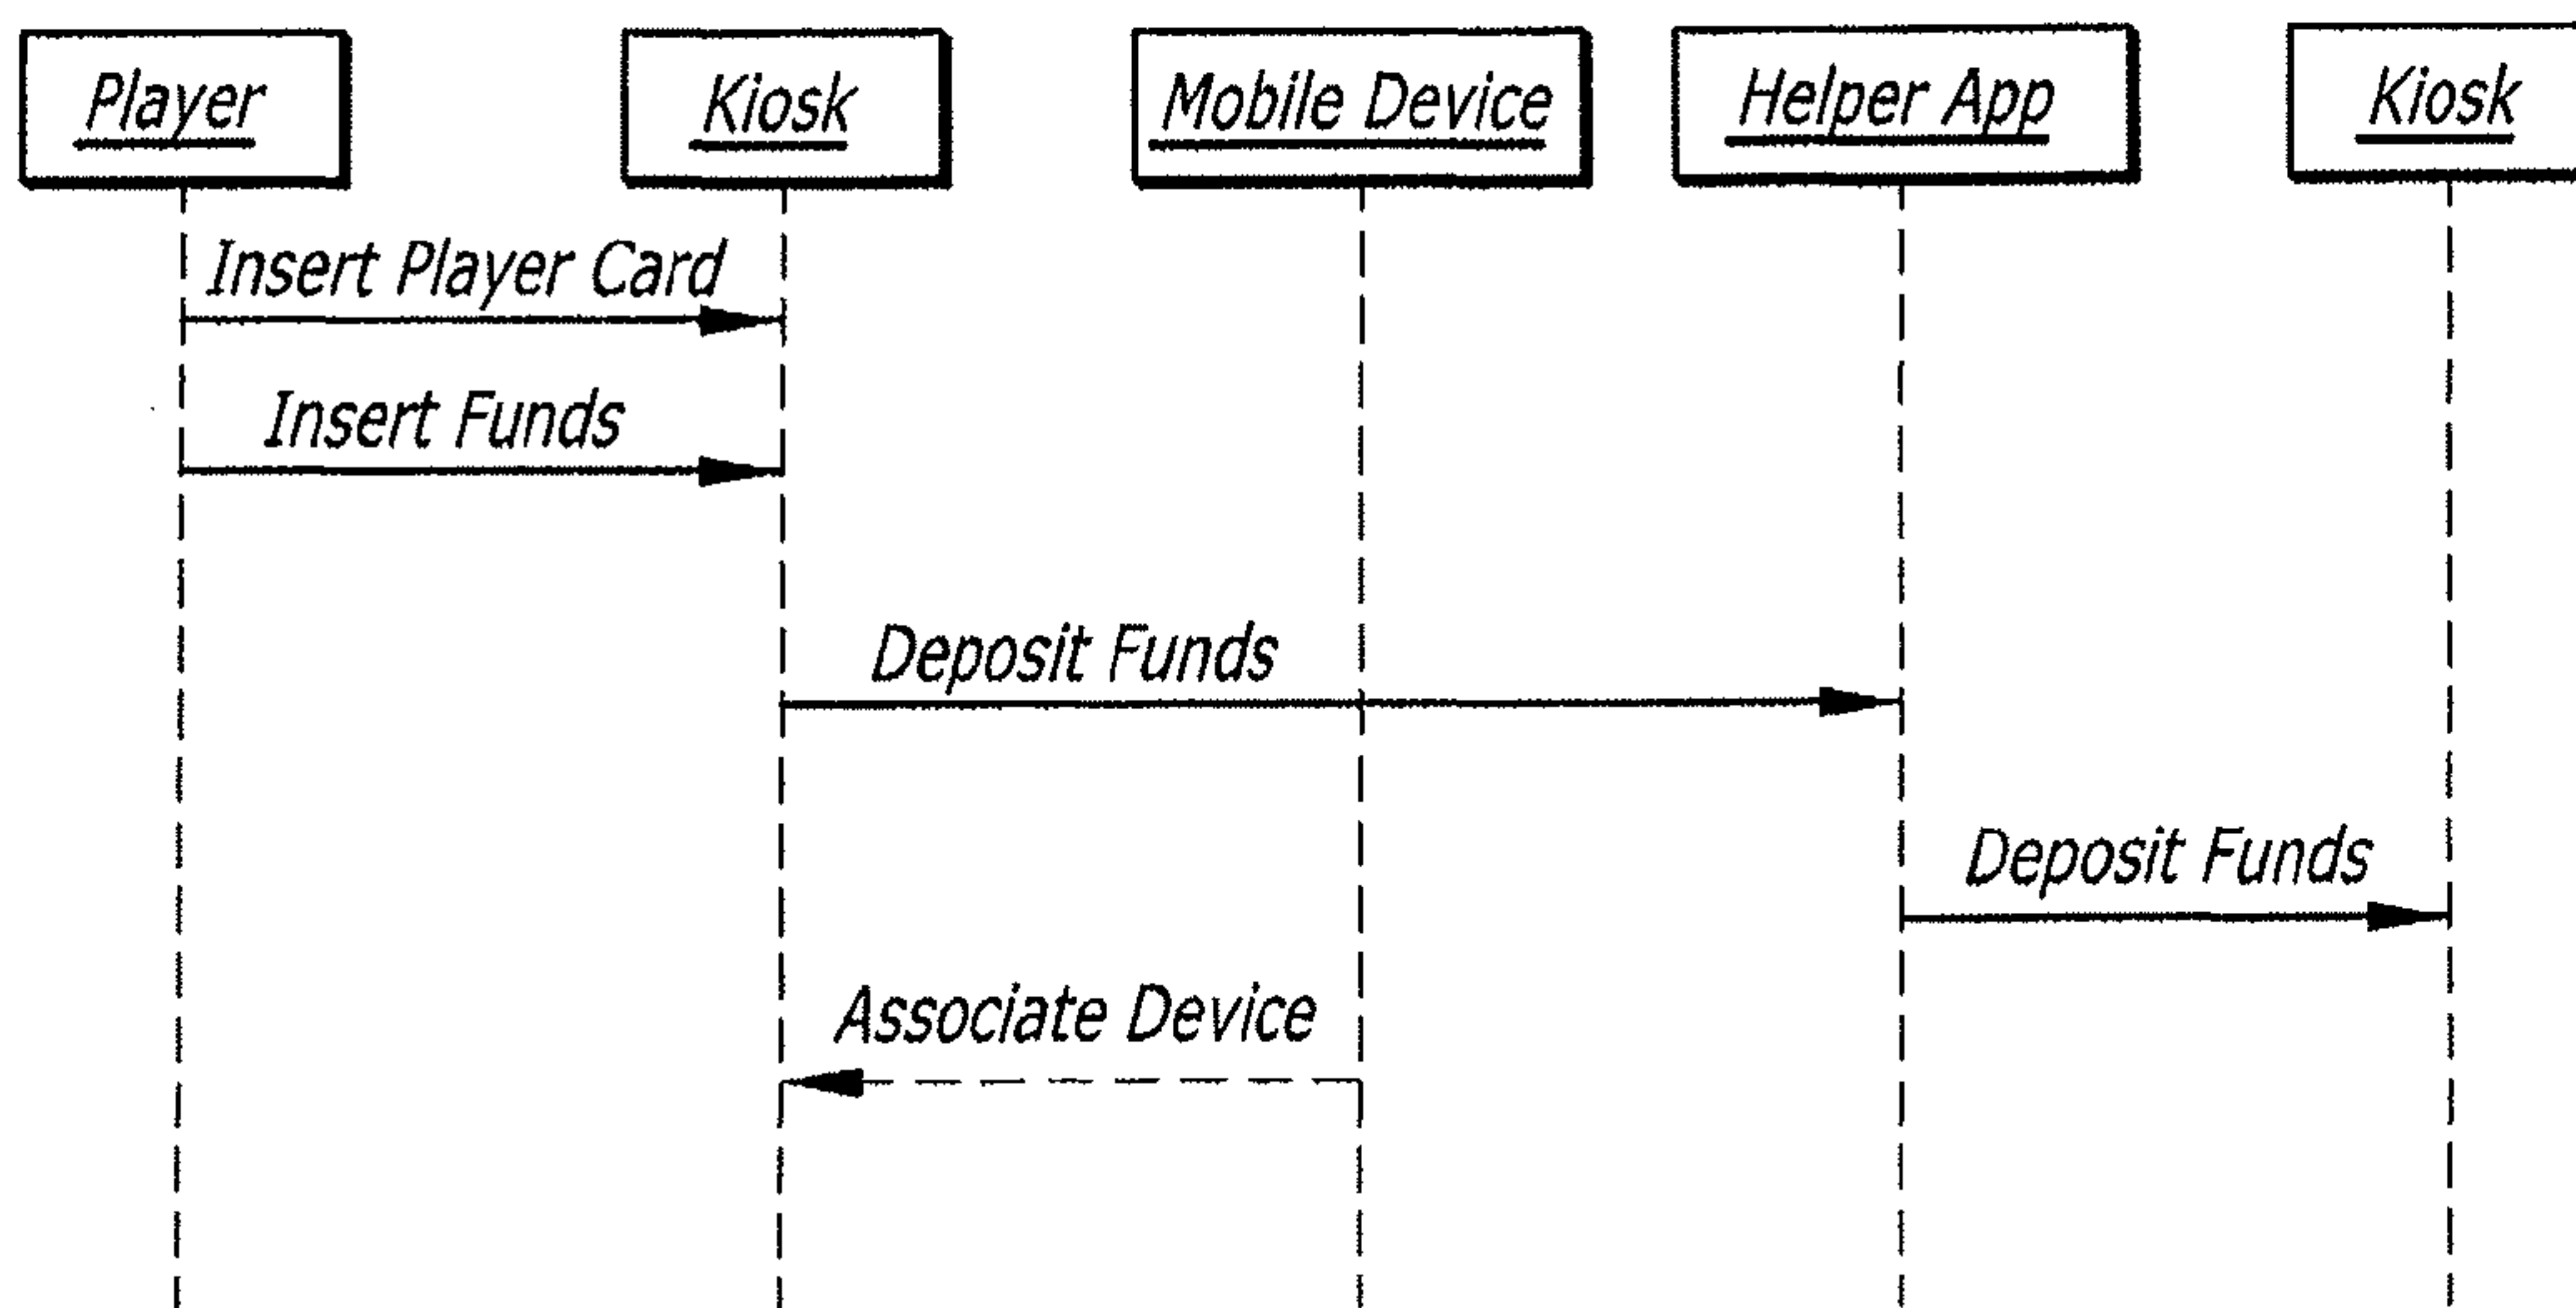 Player
Kiosk
Mobile Device
Helper App
Kiosk
Insert Player Card
Insert Funds
Deposit Funds
Deposit Funds
Associate Device